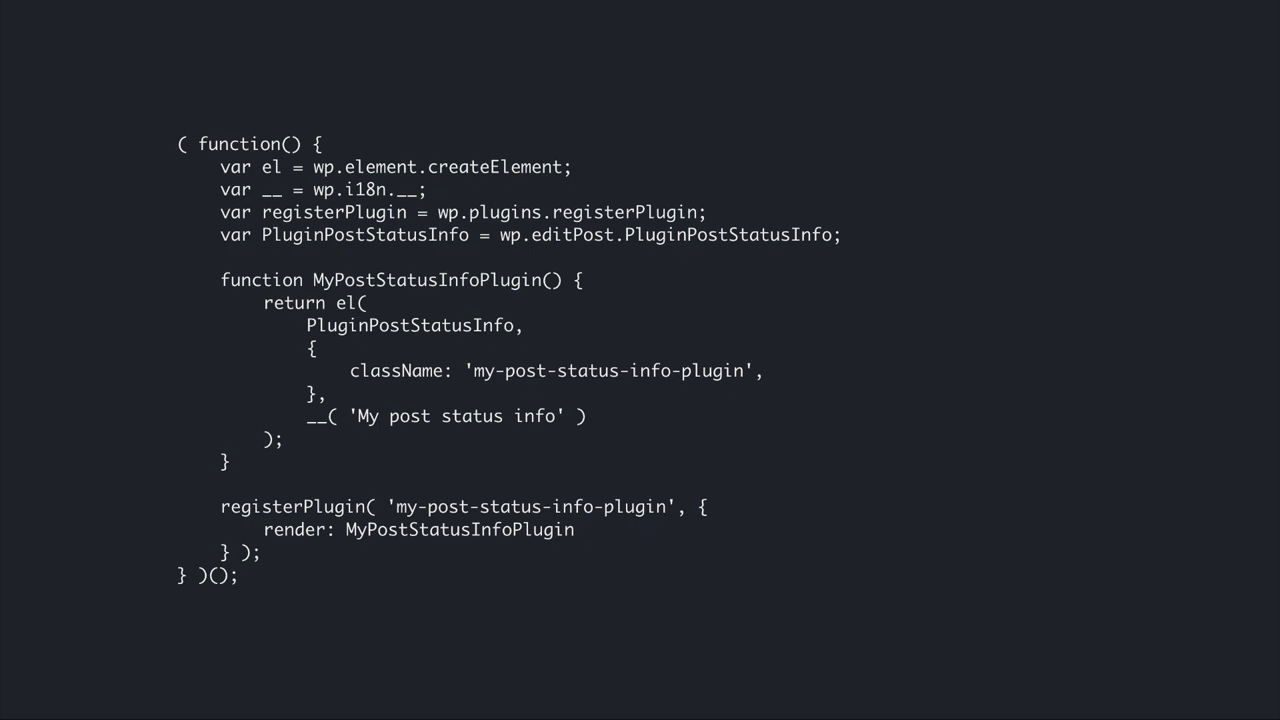 ( function() {
    var el = wp.element.createElement;
    var __ = wp.i18n.__;
    var registerPlugin = wp.plugins.registerPlugin;
    var PluginPostStatusInfo = wp.editPost.PluginPostStatusInfo;

    function MyPostStatusInfoPlugin() {
        return el(
            PluginPostStatusInfo,
            {
                className: 'my-post-status-info-plugin',
            },
            __( 'My post status info' )
        );
    }

    registerPlugin( 'my-post-status-info-plugin', {
        render: MyPostStatusInfoPlugin
    } );
} )();